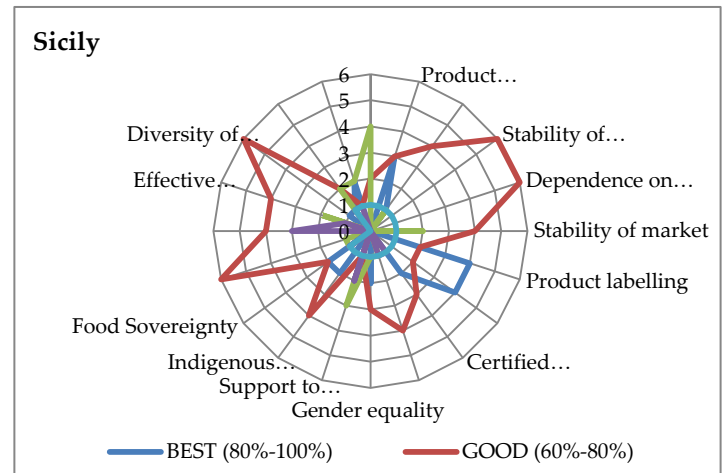 Sicily
6
5
4
3
2
1
0
Product…
Stability of…
Dependence on…
Stability of market
Product labelling
Certified…
Gender equality
Support to…
Indigenous…
Food Sovereignty
Effective…
Diversity of…
BEST (80%-100%)
GOOD (60%-80%)